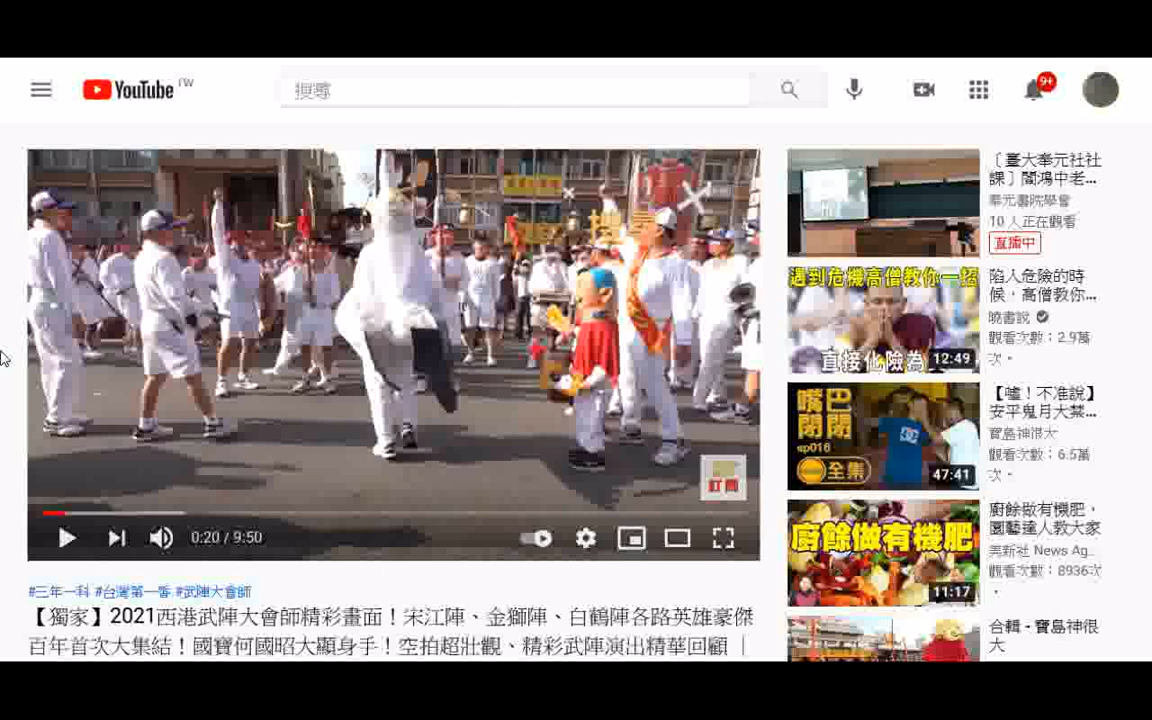 YouTube TW
搜尋
9+
訂閱
0:20 / 9:50
#三年一科 #台灣第一香 #武陣大會師
【獨家】2021西港武陣大會師精彩畫面！宋江陣、金獅陣、白鶴陣各路英雄豪傑
百年首次大集結！國寶何國昭大顯身手！空拍超壯觀、精彩武陣演出精華回顧｜
〔臺大奉元社社
課〕閻鴻中老...
奉元書院學會
10 人正在觀看
直播中
遇到危機高僧教你一招
直接化險為
12:49
陷入危險的時
候，高僧教你...
曉書說
觀看次數：2.9萬
次・
嘴巴
閉閉
ep016
全集
47:41
【噓！不准說】
安平鬼月大禁...
寶島神很大
觀看次數：6.5萬
次・
廚餘做有機肥
11:17
廚餘做有機肥，
園藝達人教大家
芋新社 News Ag...
觀看次數：8936次
・
合輯 - 寶島神很
大